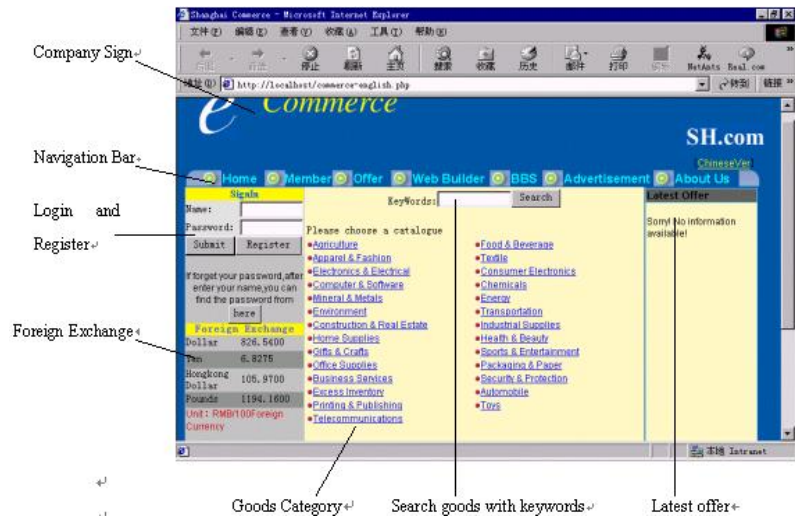 Shanghai Commerce - Microsoft Internet Explorer
文件(F) 编辑(E) 查看(V) 收藏(A) 工具(T) 帮助(H)
停止 刷新 主页 搜索 收藏 历史 邮件 打印 NetAnts Real.com
地址(D) http://localhost/commerce-english.php 转到 链接
Company Sign
e Commerce
SH.com
ChineseVer
Navigation Bar
Home Member Offer Web Builder BBS Advertisement About Us
Login and
Register
SignIn
Name:
Password:
Submit Register
If forget your password,after
enter your name,you can
find the password from
here
Foreign Exchange
Foreign Exchange
Dollar 826.5400
Yen 6.8275
Hongkong
Dollar 105.9700
Pounds 1194.1600
Unit: RMB/100Foreign
Currency
KeyWords: Search
Please choose a catalogue
Agriculture
Apparel & Fashion
Electronics & Electrical
Computer & Software
Mineral & Metals
Environment
Construction & Real Estate
Home Supplies
Gifts & Crafts
Office Supplies
Business Services
Excess Inventory
Printing & Publishing
Telecommunications
Food & Beverage
Textile
Consumer Electronics
Chemicals
Energy
Transportation
Industrial Supplies
Health & Beauty
Sports & Entertainment
Packaging & Paper
Security & Protection
Automobile
Toys
Latest Offer
Sorry! No information
available!
本地 Intranet
Goods Category
Search goods with keywords
Latest offer